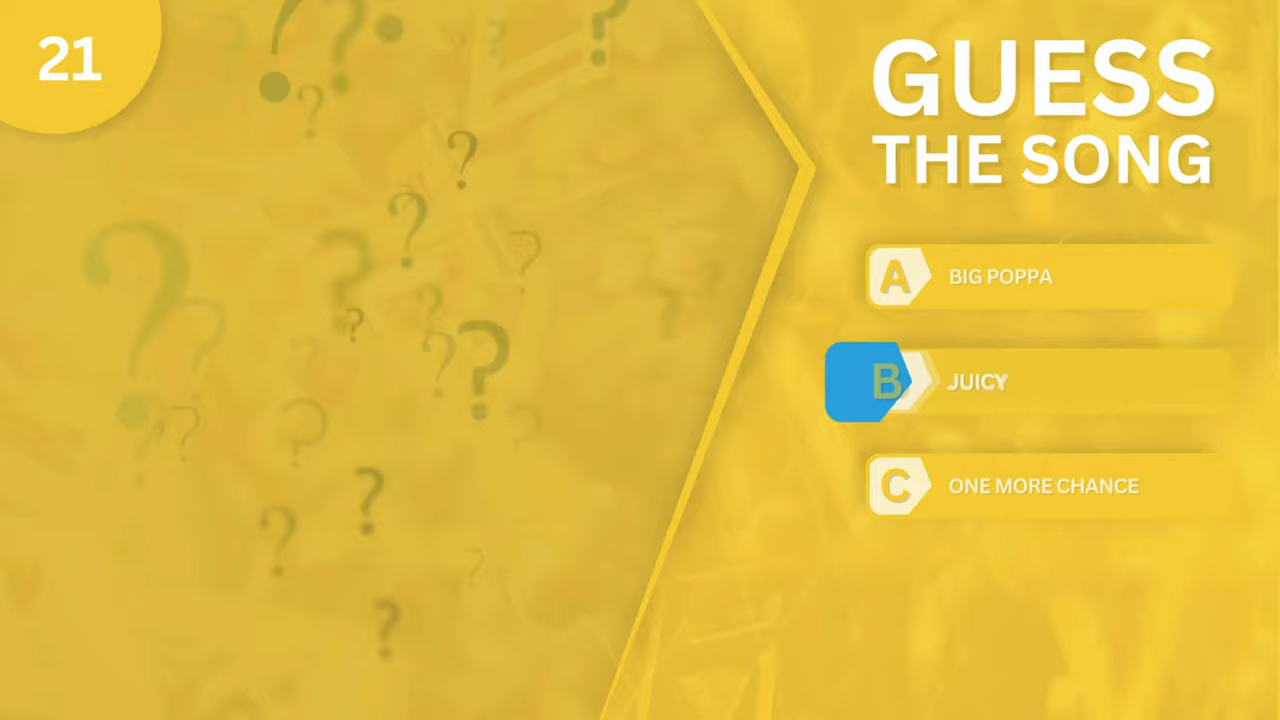 21
GUESS
THE SONG
A BIG POPPA
B JUICY
C ONE MORE CHANCE